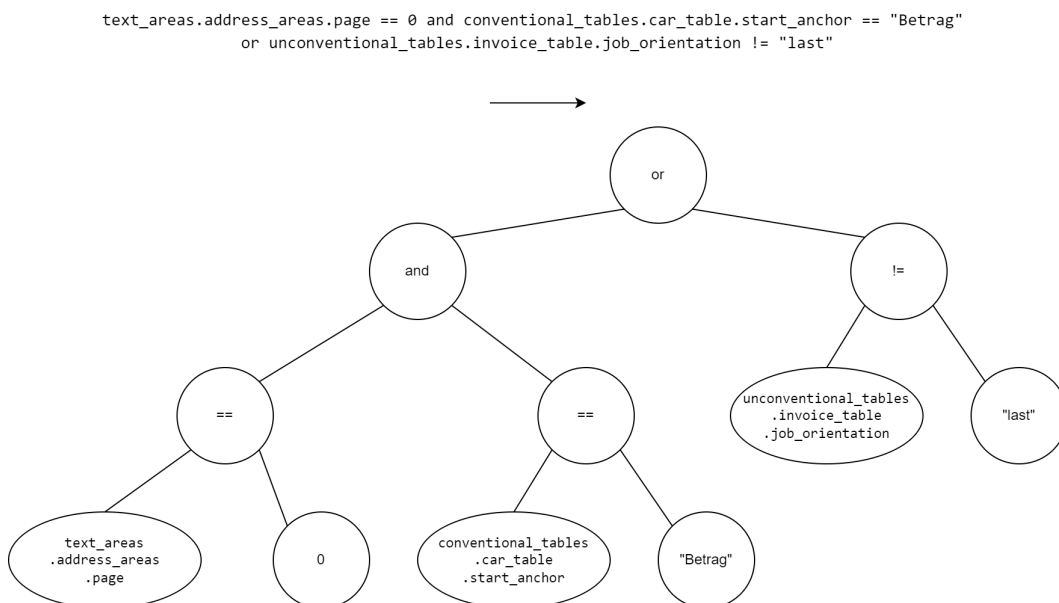 text_areas.address_areas.page == 0 and conventional_tables.car_table.start_anchor == "Betrag"
or unconventional_tables.invoice_table.job_orientation != "last"
or
and
!=
==
==
unconventional_tables
.invoice_table
.job_orientation
"last"
text_areas
.address_areas
.page
0
conventional_tables
.car_table
.start_anchor
"Betrag"